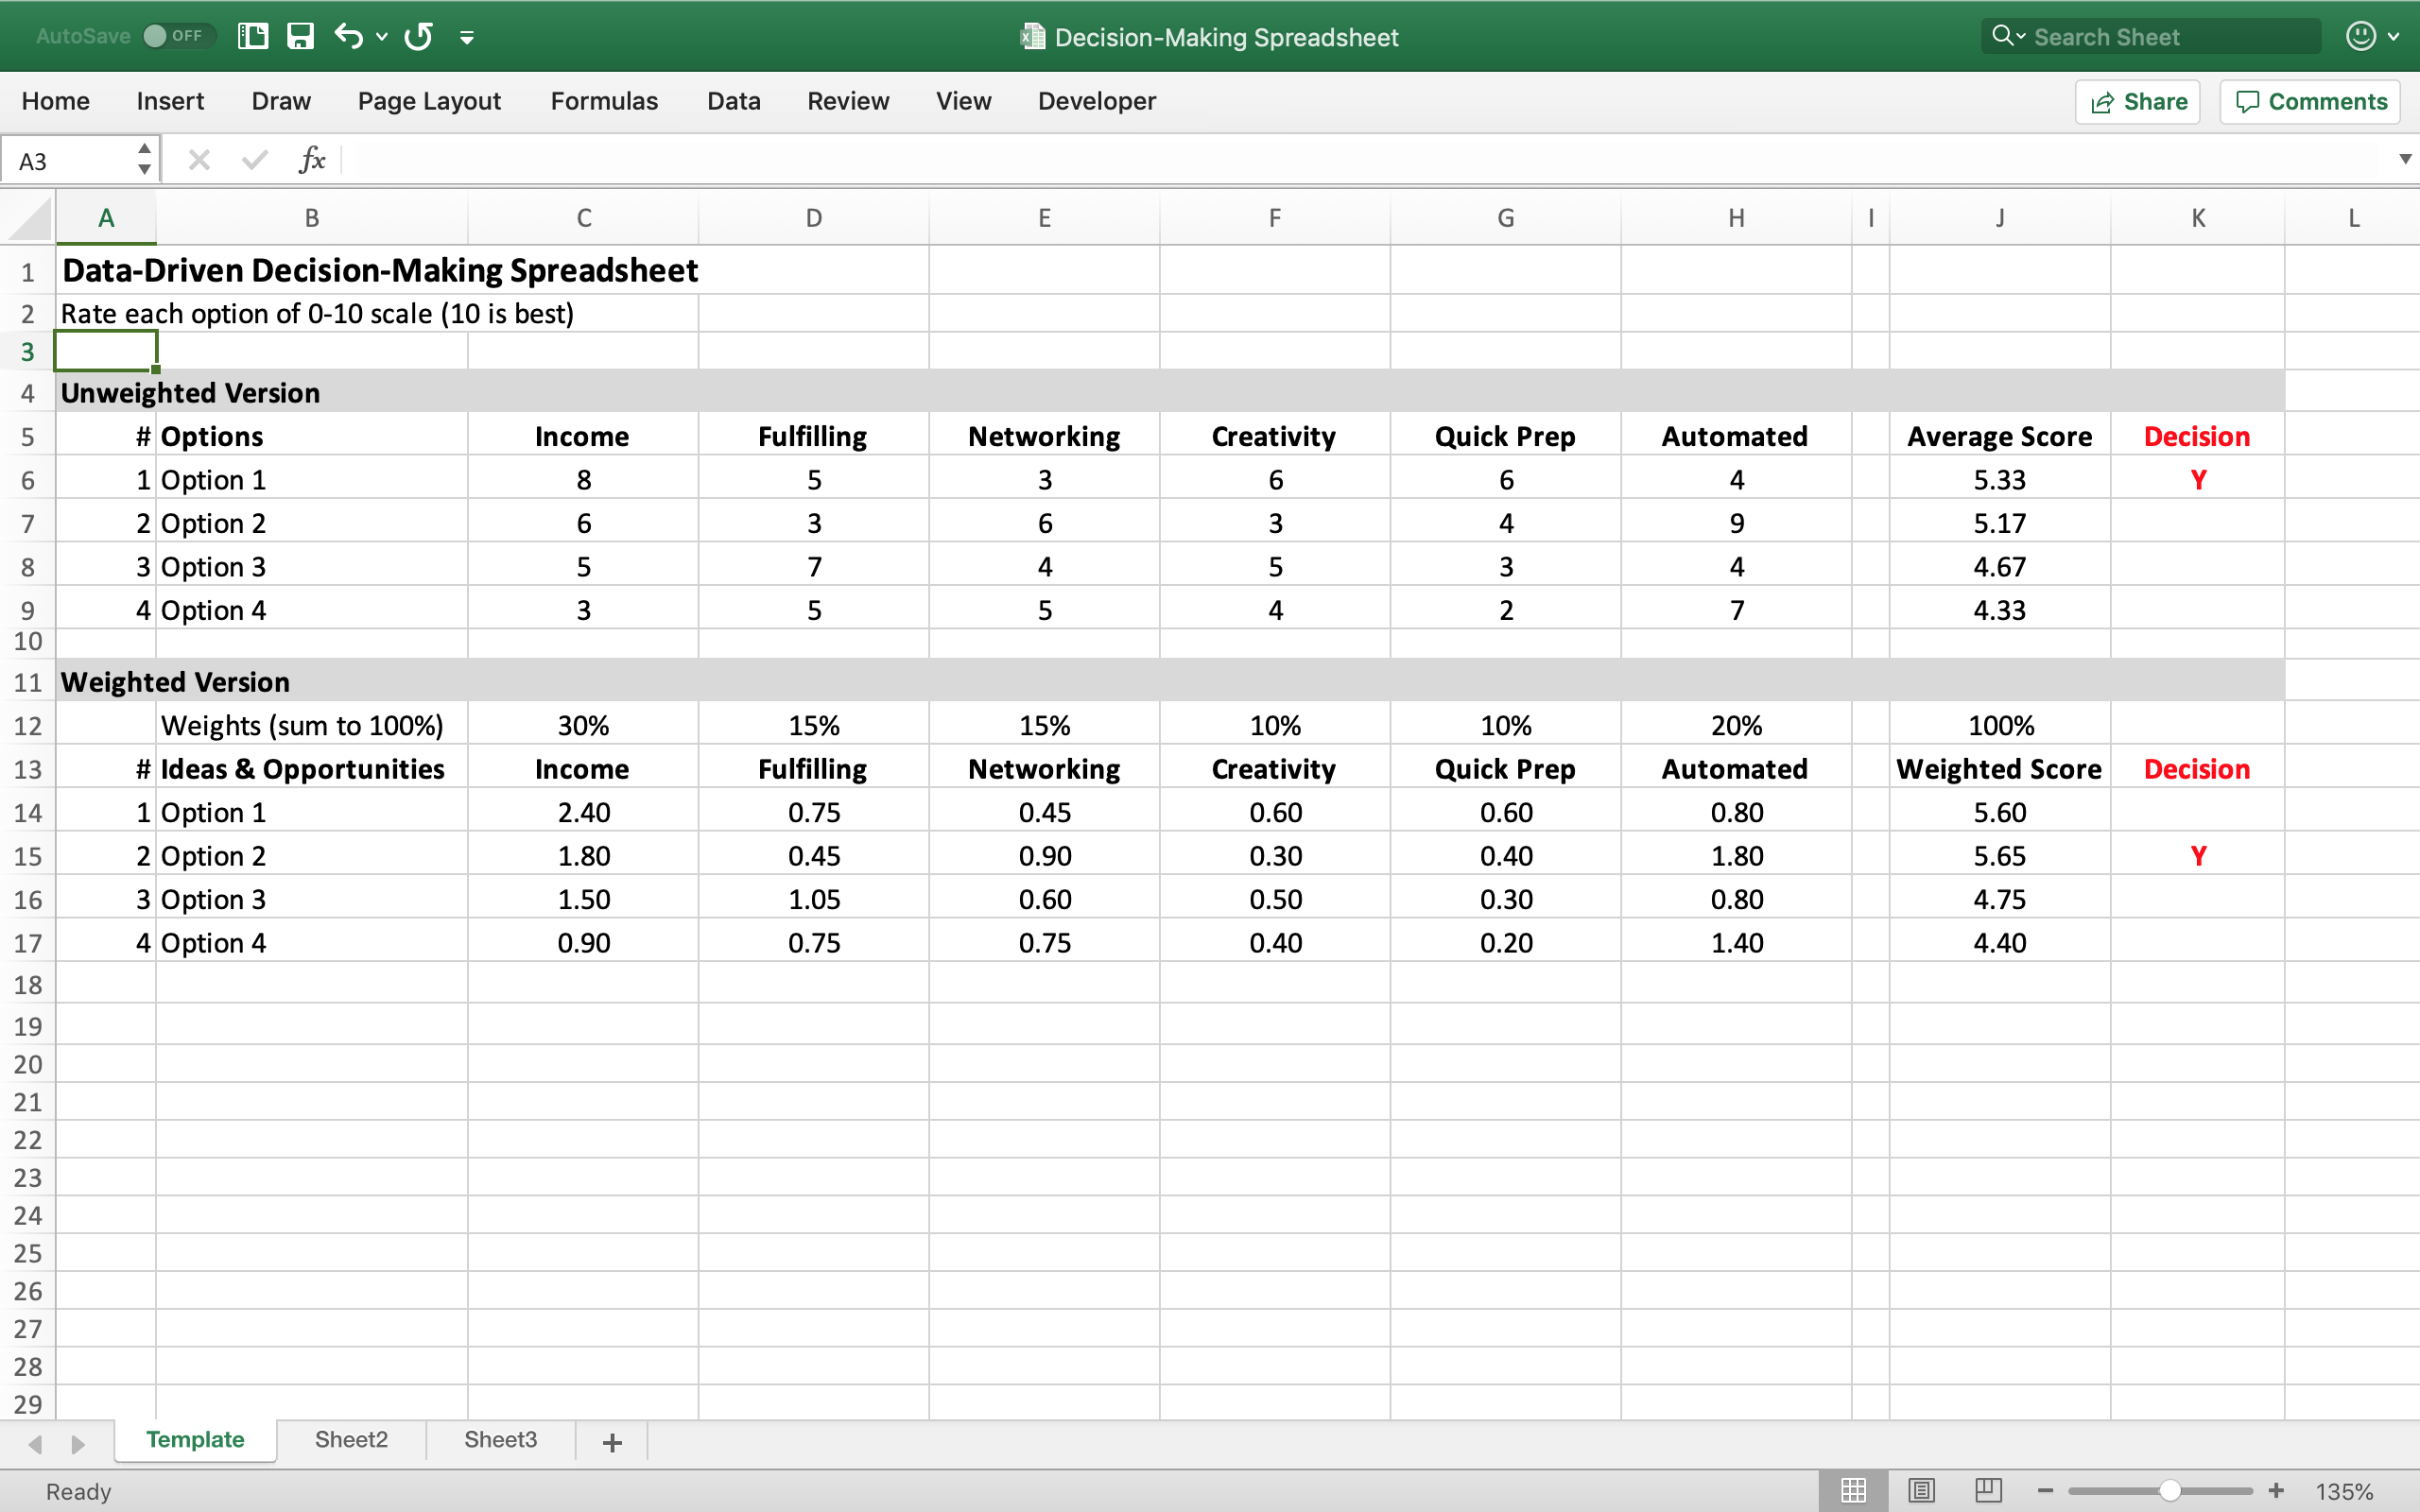 AutoSave OFF Decision-Making Spreadsheet Search Sheet
Home Insert Draw Page Layout Formulas Data Review View Developer Share Comments
A3 fx
A B C D E F G H I J K L
1 Data-Driven Decision-Making Spreadsheet
2 Rate each option of 0-10 scale (10 is best)
3
4 Unweighted Version
5 # Options Income Fulfilling Networking Creativity Quick Prep Automated Average Score Decision
6 1 Option 1 8 5 3 6 6 4 5.33 Y
7 2 Option 2 6 3 6 3 4 9 5.17
8 3 Option 3 5 7 4 5 3 4 4.67
9 4 Option 4 3 5 5 4 2 7 4.33
10
11 Weighted Version
12 Weights (sum to 100%) 30% 15% 15% 10% 10% 20% 100%
13 # Ideas & Opportunities Income Fulfilling Networking Creativity Quick Prep Automated Weighted Score Decision
14 1 Option 1 2.40 0.75 0.45 0.60 0.60 0.80 5.60
15 2 Option 2 1.80 0.45 0.90 0.30 0.40 1.80 5.65 Y
16 3 Option 3 1.50 1.05 0.60 0.50 0.30 0.80 4.75
17 4 Option 4 0.90 0.75 0.75 0.40 0.20 1.40 4.40
18
19
20
21
22
23
24
25
26
27
28
29
Template Sheet2 Sheet3 +
Ready 135%